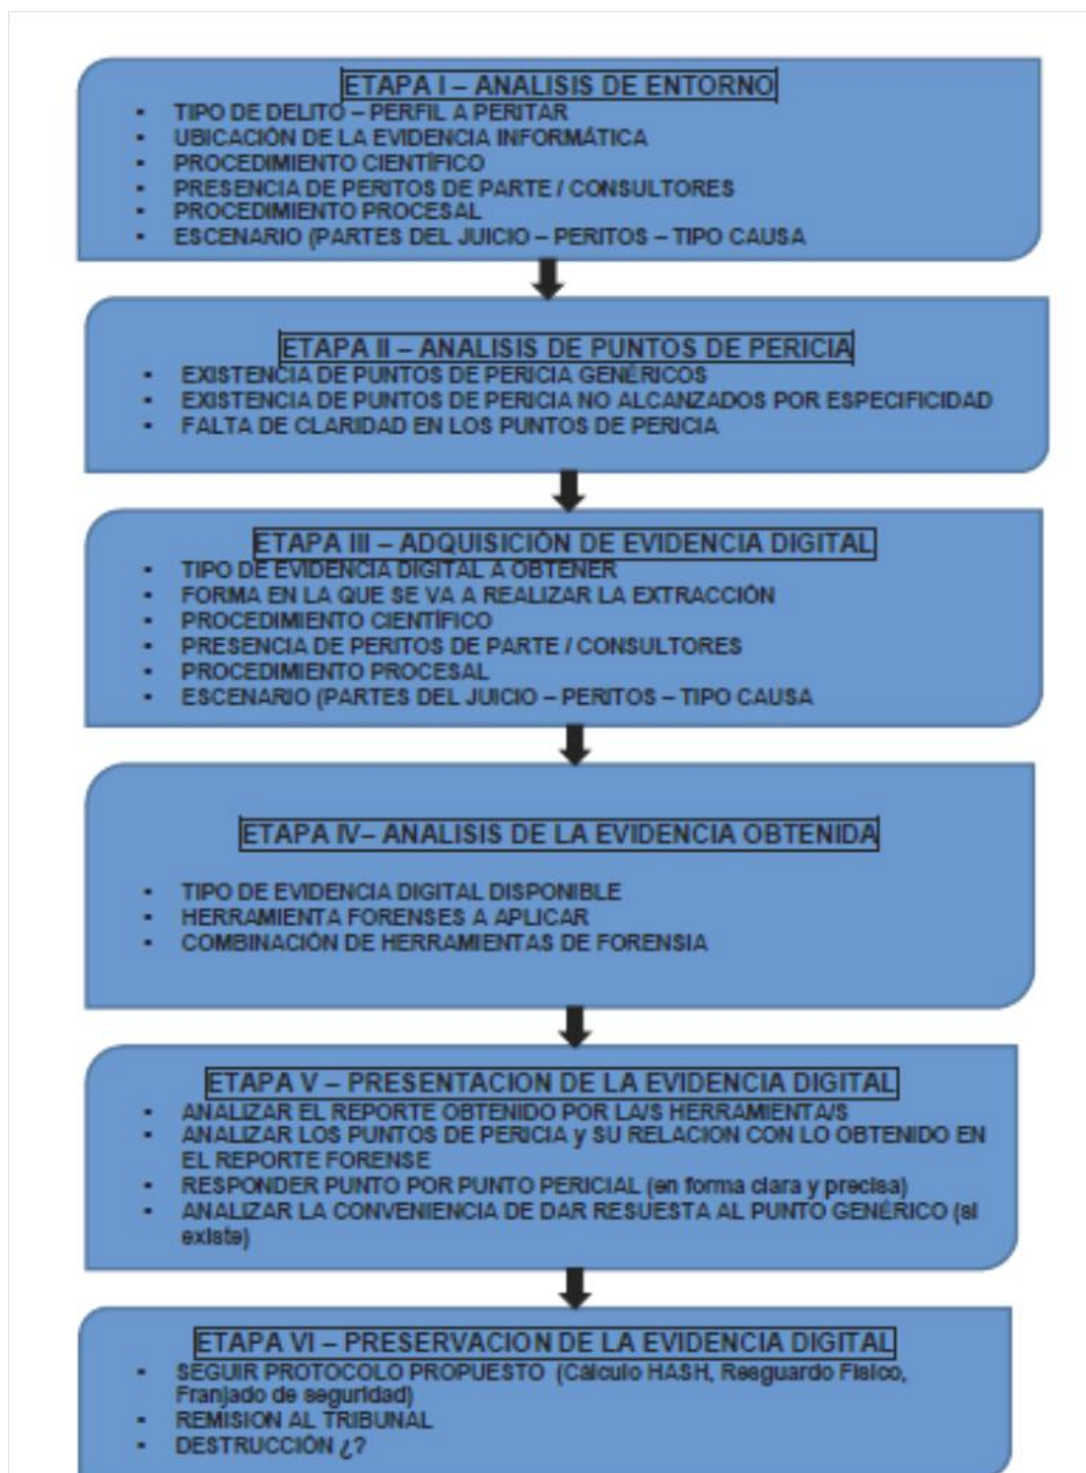 ETAPA I – ANALISIS DE ENTORNO
▪ TIPO DE DELITO – PERFIL A PERITAR
▪ UBICACIÓN DE LA EVIDENCIA INFORMÁTICA
▪ PROCEDIMIENTO CIENTÍFICO
▪ PRESENCIA DE PERITOS DE PARTE / CONSULTORES
▪ PROCEDIMIENTO PROCESAL
▪ ESCENARIO (PARTES DEL JUICIO – PERITOS – TIPO CAUSA
ETAPA II – ANALISIS DE PUNTOS DE PERICIA
▪ EXISTENCIA DE PUNTOS DE PERICIA GENÉRICOS
▪ EXISTENCIA DE PUNTOS DE PERICIA NO ALCANZADOS POR ESPECIFICIDAD
▪ FALTA DE CLARIDAD EN LOS PUNTOS DE PERICIA
ETAPA III – ADQUISICIÓN DE EVIDENCIA DIGITAL
▪ TIPO DE EVIDENCIA DIGITAL A OBTENER
▪ FORMA EN LA QUE SE VA A REALIZAR LA EXTRACCIÓN
▪ PROCEDIMIENTO CIENTÍFICO
▪ PRESENCIA DE PERITOS DE PARTE / CONSULTORES
▪ PROCEDIMIENTO PROCESAL
▪ ESCENARIO (PARTES DEL JUICIO – PERITOS – TIPO CAUSA
ETAPA IV– ANALISIS DE LA EVIDENCIA OBTENIDA
▪ TIPO DE EVIDENCIA DIGITAL DISPONIBLE
▪ HERRAMIENTA FORENSES A APLICAR
▪ COMBINACIÓN DE HERRAMIENTAS DE FORENSIA
ETAPA V – PRESENTACION DE LA EVIDENCIA DIGITAL
▪ ANALIZAR EL REPORTE OBTENIDO POR LA/S HERRAMIENTA/S
▪ ANALIZAR LOS PUNTOS DE PERICIA y SU RELACION CON LO OBTENIDO EN
EL REPORTE FORENSE
▪ RESPONDER PUNTO POR PUNTO PERICIAL (en forma clara y precisa)
▪ ANALIZAR LA CONVENIENCIA DE DAR RESUESTA AL PUNTO GENÉRICO (si
existe)
ETAPA VI – PRESERVACION DE LA EVIDENCIA DIGITAL
▪ SEGUIR PROTOCOLO PROPUESTO (Cálculo HASH, Resguardo Físico,
Franjado de seguridad)
▪ REMISION AL TRIBUNAL
▪ DESTRUCCIÓN ¿?